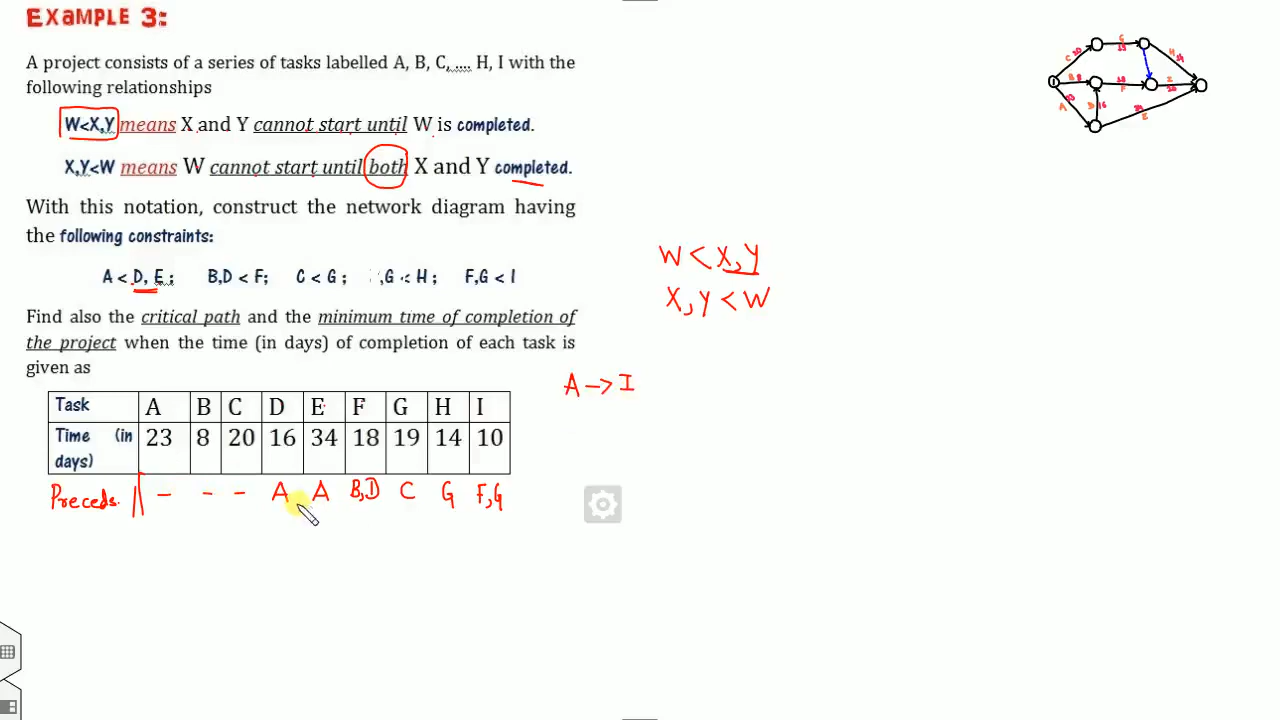 EXAMPLE 3:
A project consists of a series of tasks labelled A, B, C, .... H, I with the
following relationships
W<X,Y means X and Y cannot start until W is completed.
X,Y<W means W cannot start until both X and Y completed.
With this notation, construct the network diagram having
the following constraints:
A < D, E ; B,D < F; C < G ; ,G < H ; F,G < I
Find also the critical path and the minimum time of completion of
the project when the time (in days) of completion of each task is
given as
Task A B C D E F G H I
Time (in days) 23 8 20 16 34 18 19 14 10
Preceds. - - - A A B,D C G F,G
W < X, Y
X, Y < W
A -> I
C G
H
B 8 18 F I
A D 16 E